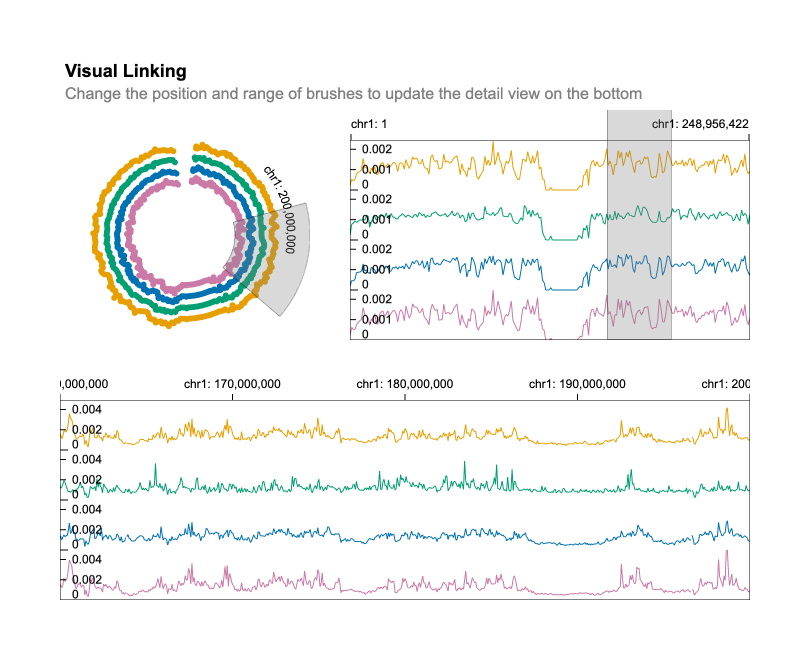 Visual Linking
Change the position and range of brushes to update the detail view on the bottom
chr1: 200,000,000
chr1: 1
chr1: 248,956,422
0.002
0.001
0
0.002
0.001
0
0.002
0.001
0
0.002
0.001
0
),000,000
chr1: 170,000,000
chr1: 180,000,000
chr1: 190,000,000
chr1: 200
0.004
0.002
0
0.004
0.002
0
0.004
0.002
0
0.004
0.002
0